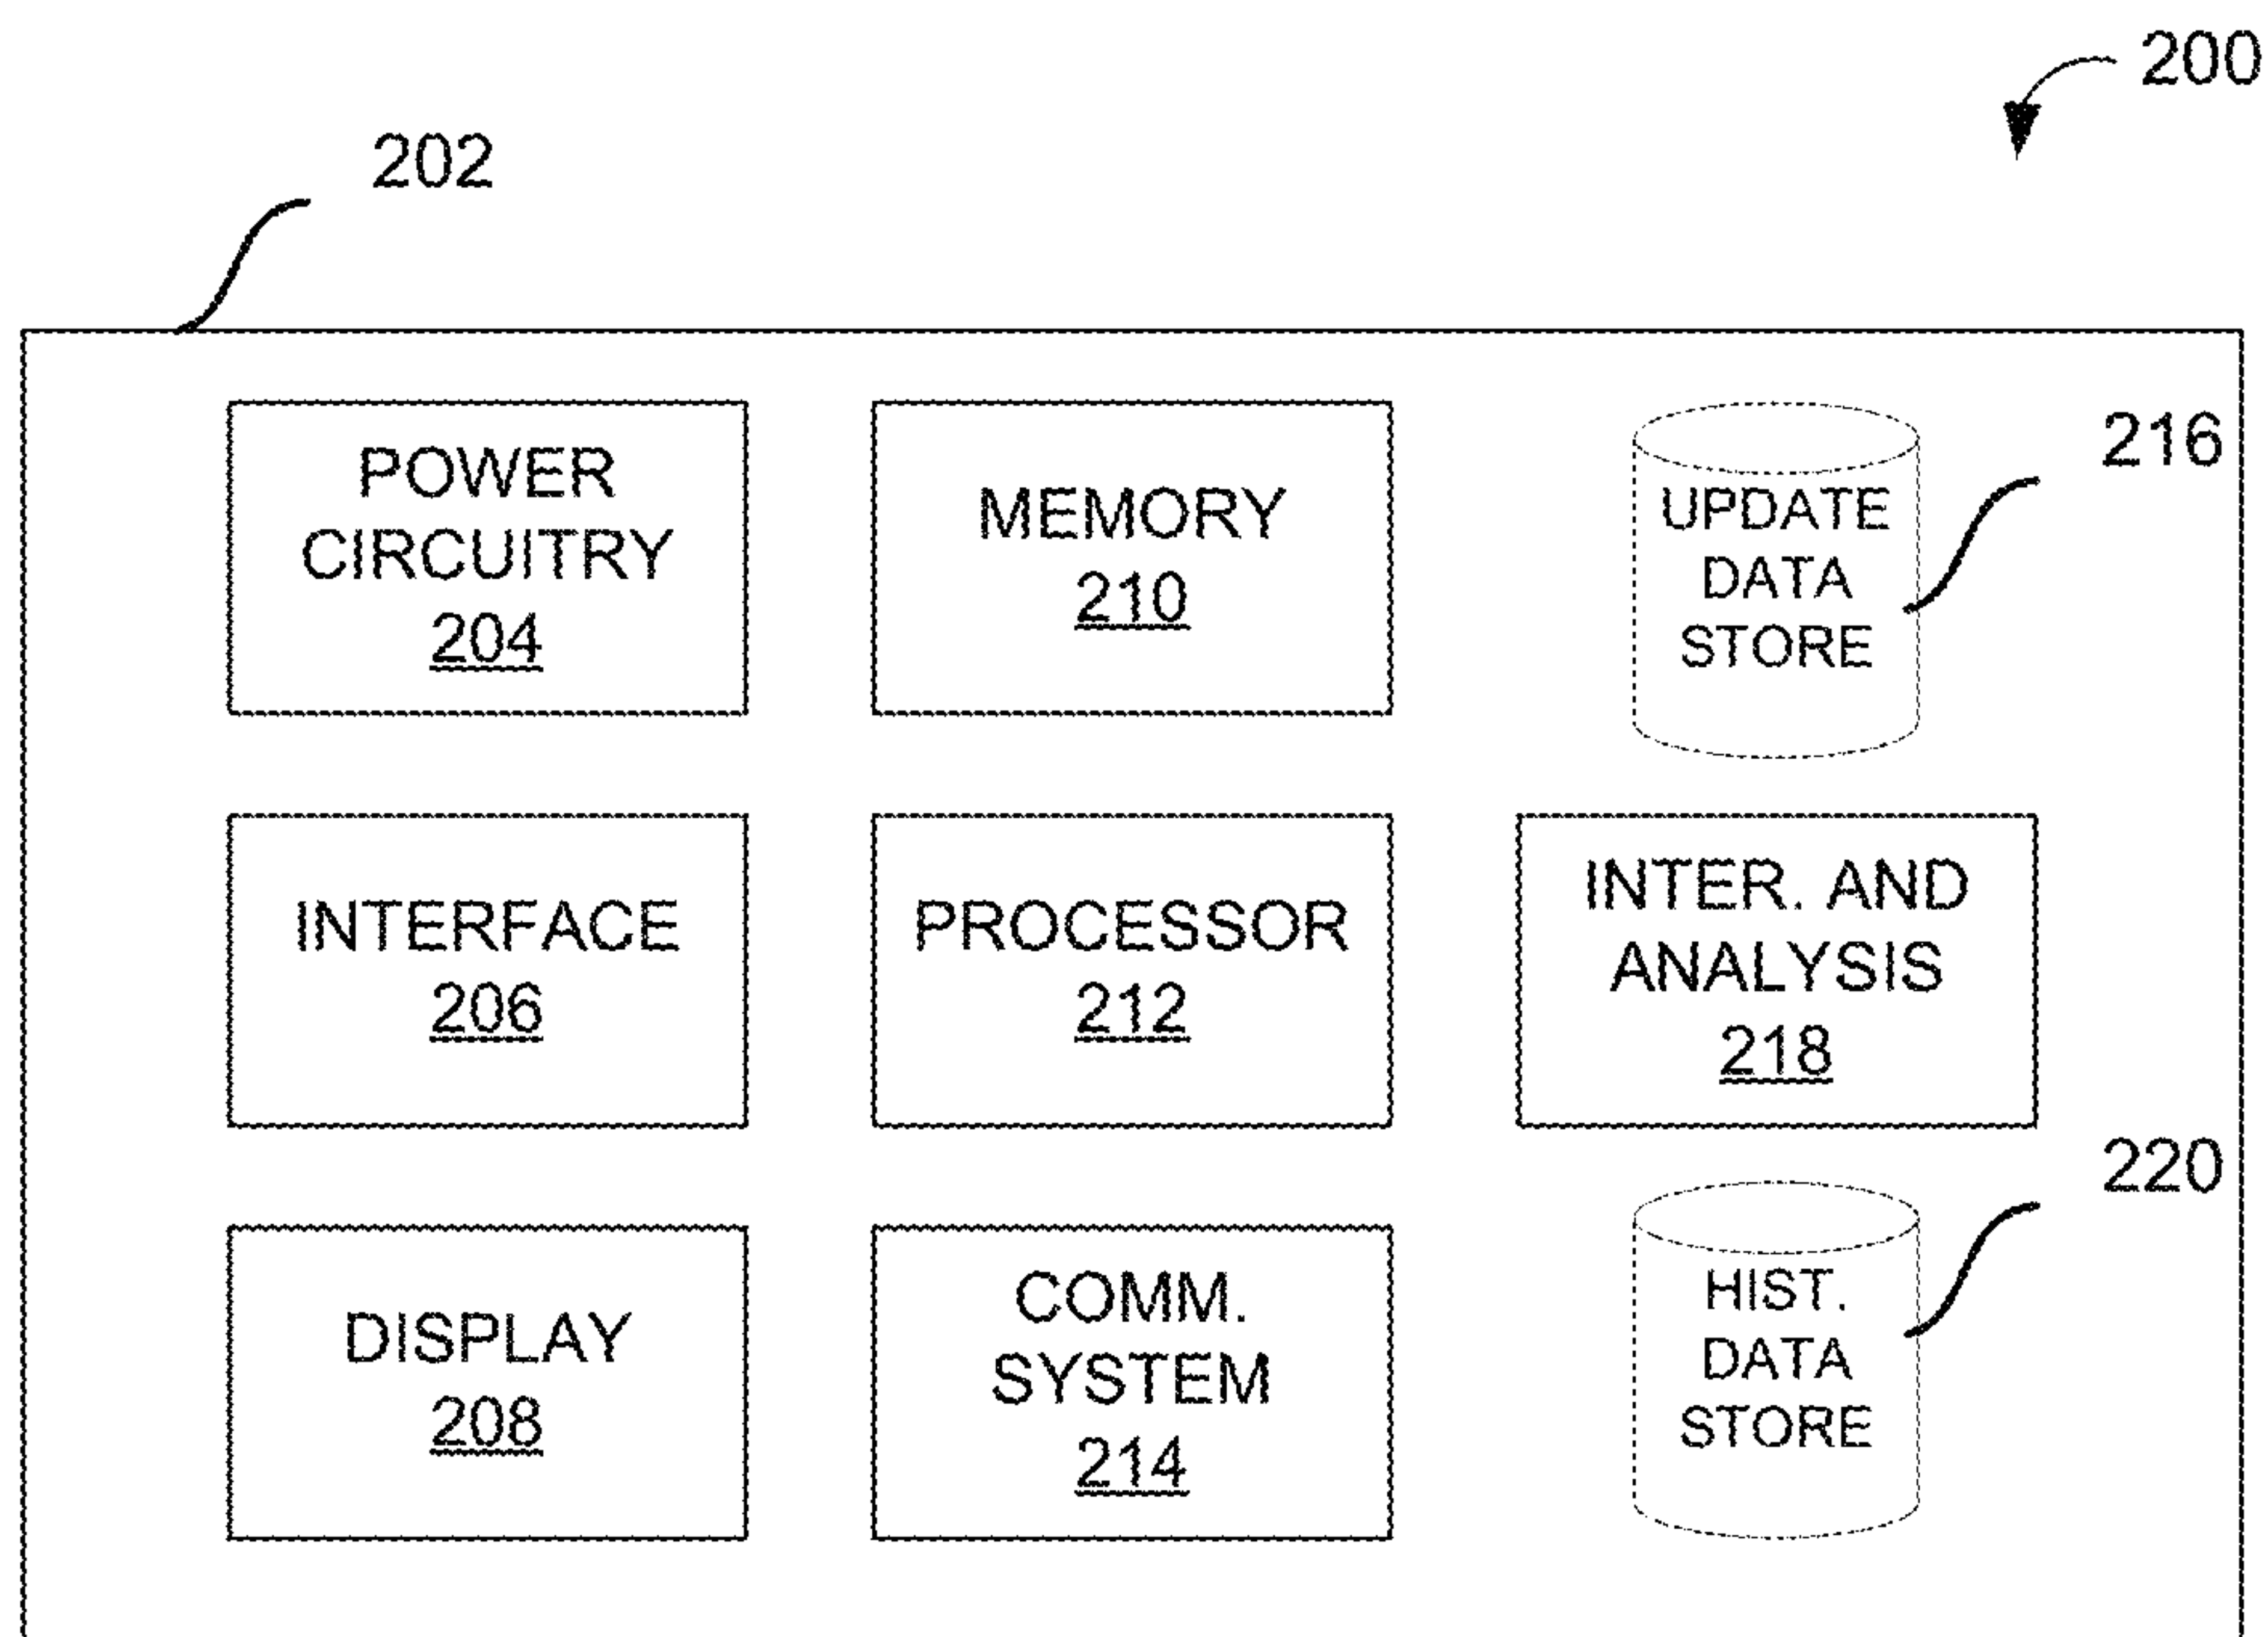 200
202
POWER
CIRCUITRY
204
MEMORY
210
UPDATE
DATA
STORE
216
INTERFACE
206
PROCESSOR
212
INTER. AND
ANALYSIS
218
DISPLAY
208
COMM.
SYSTEM
214
HIST.
DATA
STORE
220